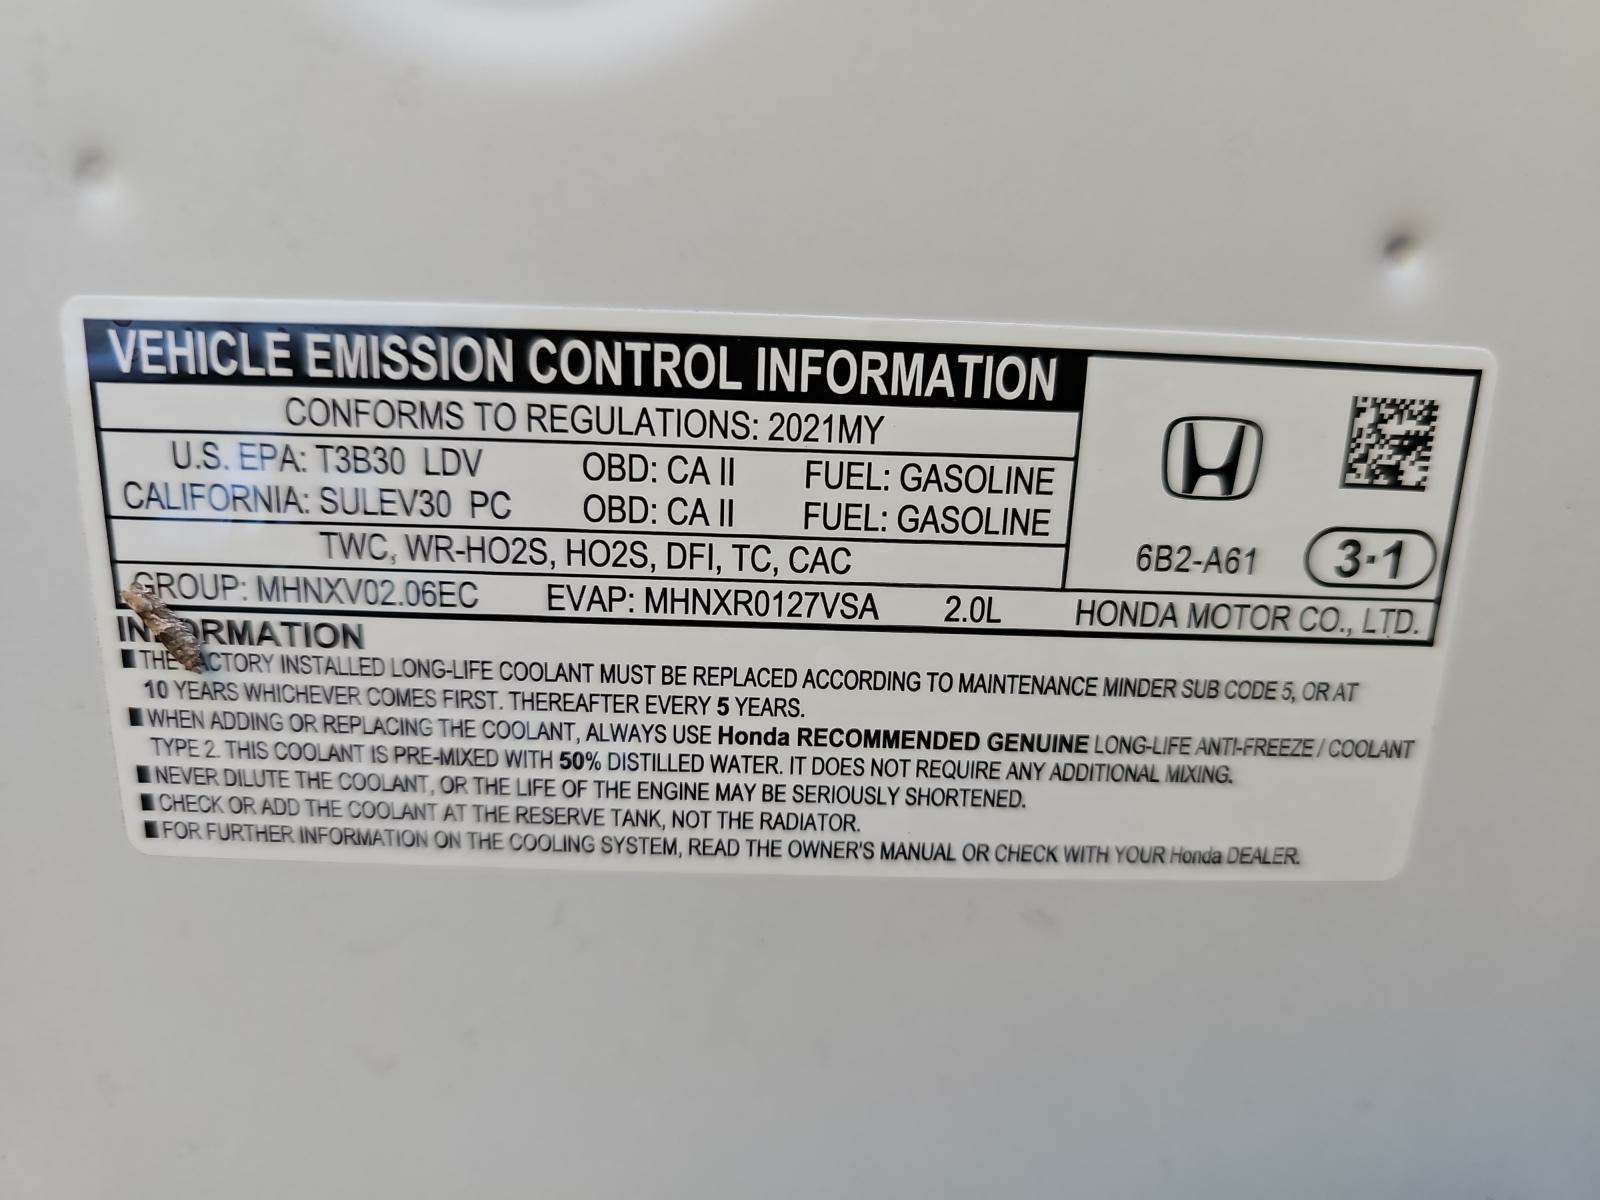 VEHICLE EMISSION CONTROL INFORMATION
CONFORMS TO REGULATIONS: 2021MY
U.S. EPA: T3B30 LDV OBD: CA II FUEL: GASOLINE
CALIFORNIA: SULEV30 PC OBD: CA II FUEL: GASOLINE
TWC, WR-HO2S, HO2S, DFI, TC, CAC
6B2-A61 3·1
GROUP: MHNXV02.06EC EVAP: MHNXR0127VSA 2.0L HONDA MOTOR CO., LTD.
INFORMATION
■ THE FACTORY INSTALLED LONG-LIFE COOLANT MUST BE REPLACED ACCORDING TO MAINTENANCE MINDER SUB CODE 5, OR AT
10 YEARS WHICHEVER COMES FIRST. THEREAFTER EVERY 5 YEARS.
■ WHEN ADDING OR REPLACING THE COOLANT, ALWAYS USE Honda RECOMMENDED GENUINE LONG-LIFE ANTI-FREEZE / COOLANT
TYPE 2. THIS COOLANT IS PRE-MIXED WITH 50% DISTILLED WATER. IT DOES NOT REQUIRE ANY ADDITIONAL MIXING.
■ NEVER DILUTE THE COOLANT, OR THE LIFE OF THE ENGINE MAY BE SERIOUSLY SHORTENED.
■ CHECK OR ADD THE COOLANT AT THE RESERVE TANK, NOT THE RADIATOR.
■ FOR FURTHER INFORMATION ON THE COOLING SYSTEM, READ THE OWNER'S MANUAL OR CHECK WITH YOUR Honda DEALER.